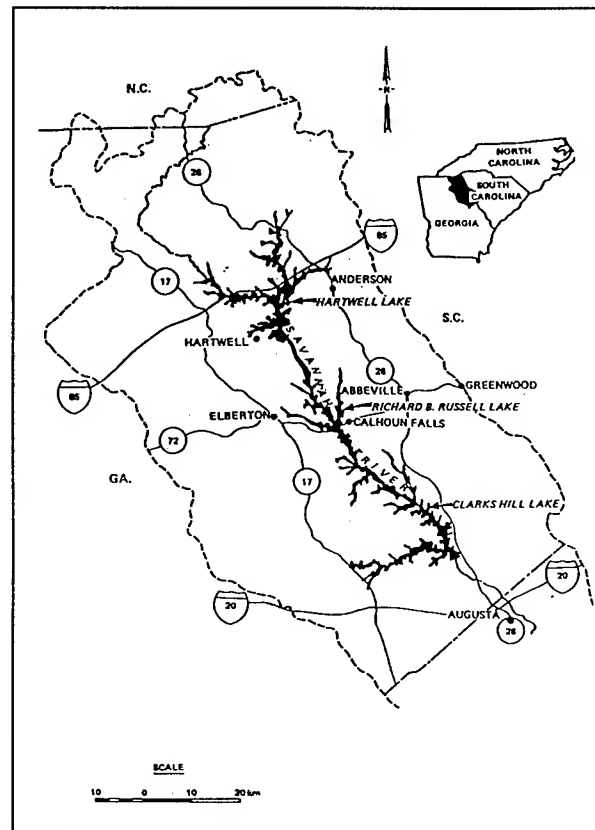 N.C.
-N-
28
NORTH
CAROLINA
SOUTH
CAROLINA
GEORGIA
85
17
ANDERSON
HARTWELL LAKE
S.C.
HARTWELL
SAVANNAH
28
ABBEVILLE
GREENWOOD
85
RICHARD B. RUSSELL LAKE
ELBERTON
CALHOUN FALLS
72
RIVER
GA.
17
CLARKS HILL LAKE
20
20
AUGUSTA
28
SCALE
10 0 10 20 km